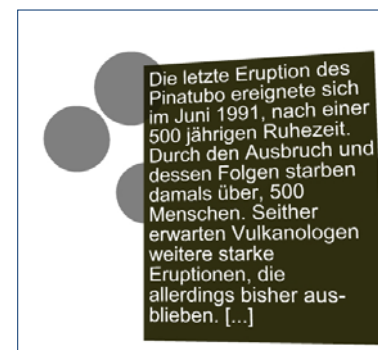 Die letzte Eruption des
Pinatubo ereignete sich
im Juni 1991, nach einer
500 jährigen Ruhezeit.
Durch den Ausbruch und
dessen Folgen starben
damals über, 500
Menschen. Seither
erwarten Vulkanologen
weitere starke
Eruptionen, die
allerdings bisher aus-
blieben. [...]